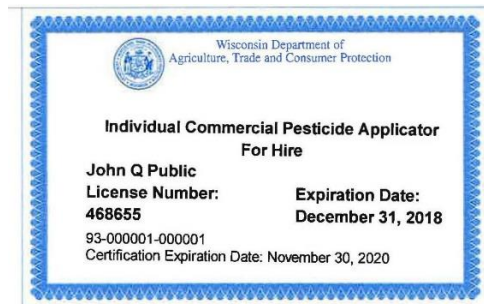 Wisconsin Department of
Agriculture, Trade and Consumer Protection
Individual Commercial Pesticide Applicator
For Hire
John Q Public
License Number:
468655
Expiration Date:
December 31, 2018
93-000001-000001
Certification Expiration Date: November 30, 2020